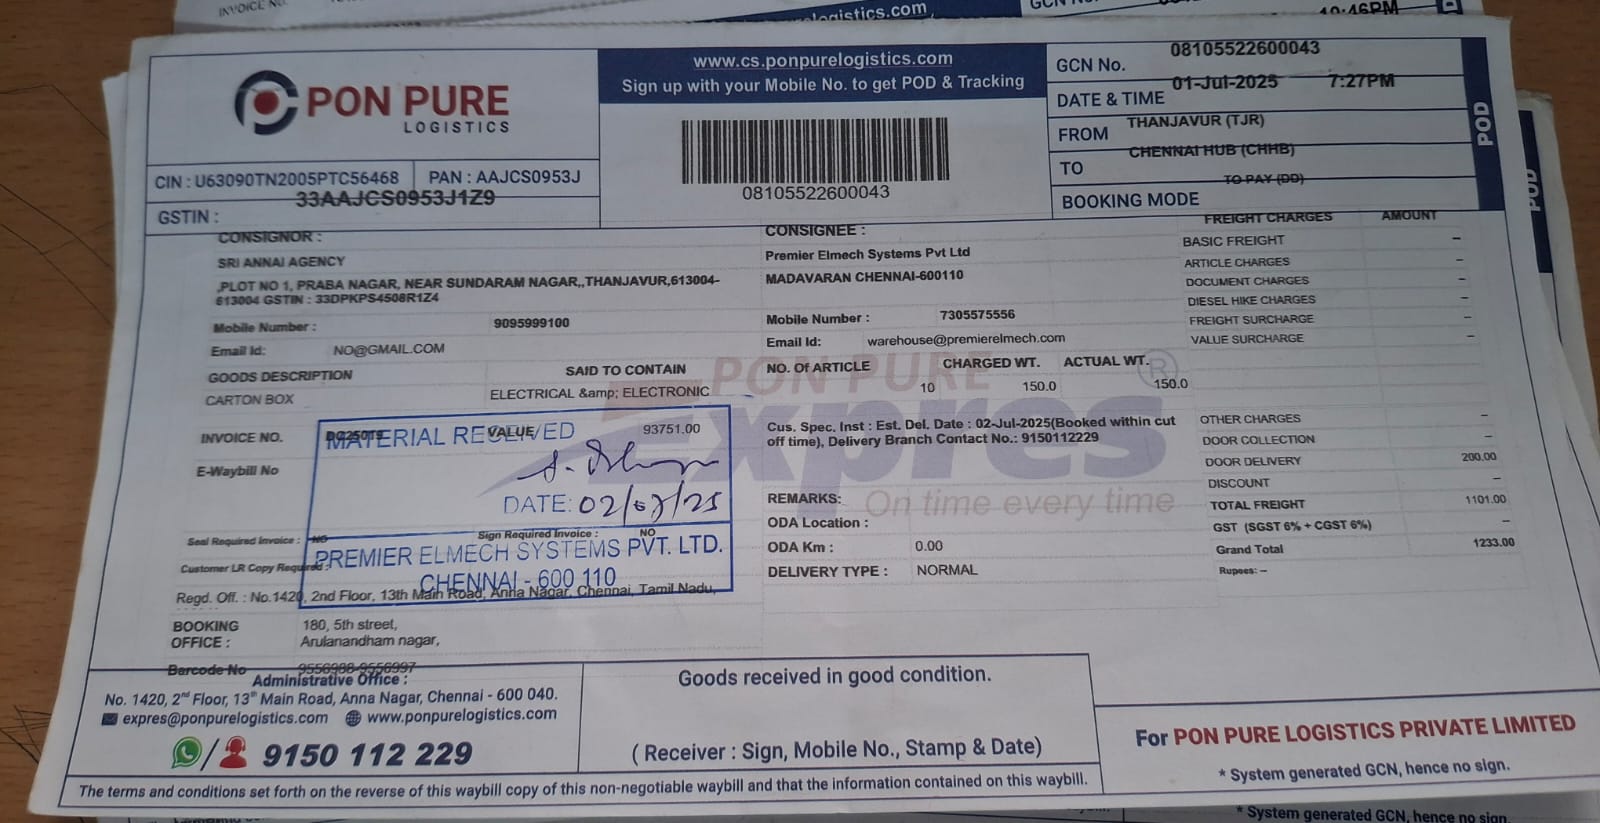 INVOICE No.
logistics.com
10:46PM
PON PURE
LOGISTICS
www.cs.ponpurelogistics.com
Sign up with your Mobile No. to get POD & Tracking
GCN No. 08105522600043
DATE & TIME 01-Jul-2025 7:27PM
FROM THANJAVUR (TJR)
TO CHENNAI HUB (CHHB)
BOOKING MODE TO PAY (DD)
POD
POD
08105522600043
CIN : U63090TN2005PTC56468 PAN : AAJCS0953J
GSTIN : 33AAJCS0953J1Z9
CONSIGNOR :
SRI ANNAI AGENCY
,PLOT NO 1, PRABA NAGAR, NEAR SUNDARAM NAGAR,,THANJAVUR,613004-
613004 GSTIN : 33DPKPS4508R1Z4
Mobile Number : 9095999100
Email Id: NO@GMAIL.COM
CONSIGNEE :
Premier Elmech Systems Pvt Ltd
MADAVARAN CHENNAI-600110
Mobile Number : 7305575556
Email Id: warehouse@premierelmech.com
FREIGHT CHARGES AMOUNT
BASIC FREIGHT –
ARTICLE CHARGES –
DOCUMENT CHARGES –
DIESEL HIKE CHARGES –
FREIGHT SURCHARGE –
VALUE SURCHARGE –
GOODS DESCRIPTION SAID TO CONTAIN
CARTON BOX ELECTRICAL &amp; ELECTRONIC
NO. Of ARTICLE CHARGED WT. ACTUAL WT.
10 150.0 150.0
PON PURE
Expres
On time every time
INVOICE NO. VALUE 93751.00
E-Waybill No
MATERIAL RECEIVED
DATE: 02/07/25
PREMIER ELMECH SYSTEMS PVT. LTD.
CHENNAI - 600 110
Seal Required Invoice : NO Sign Required Invoice : NO
Customer LR Copy Required :
Cus. Spec. Inst : Est. Del. Date : 02-Jul-2025(Booked within cut
off time), Delivery Branch Contact No.: 9150112229
REMARKS:
ODA Location :
ODA Km : 0.00
DELIVERY TYPE : NORMAL
OTHER CHARGES –
DOOR COLLECTION –
DOOR DELIVERY 200.00
DISCOUNT –
TOTAL FREIGHT 1101.00
GST (SGST 6% + CGST 6%) –
Grand Total 1233.00
Rupees: –
Regd. Off. : No.1420, 2nd Floor, 13th Main Road, Anna Nagar, Chennai, Tamil Nadu,
BOOKING 180, 5th street,
OFFICE : Arulanandham nagar,
Barcode No 9556988-9556997
Administrative Office :
No. 1420, 2nd Floor, 13th Main Road, Anna Nagar, Chennai - 600 040.
expres@ponpurelogistics.com www.ponpurelogistics.com
9150 112 229
Goods received in good condition.
( Receiver : Sign, Mobile No., Stamp & Date)
For PON PURE LOGISTICS PRIVATE LIMITED
* System generated GCN, hence no sign.
The terms and conditions set forth on the reverse of this waybill copy of this non-negotiable waybill and that the information contained on this waybill.
* System generated GCN, hence no sign